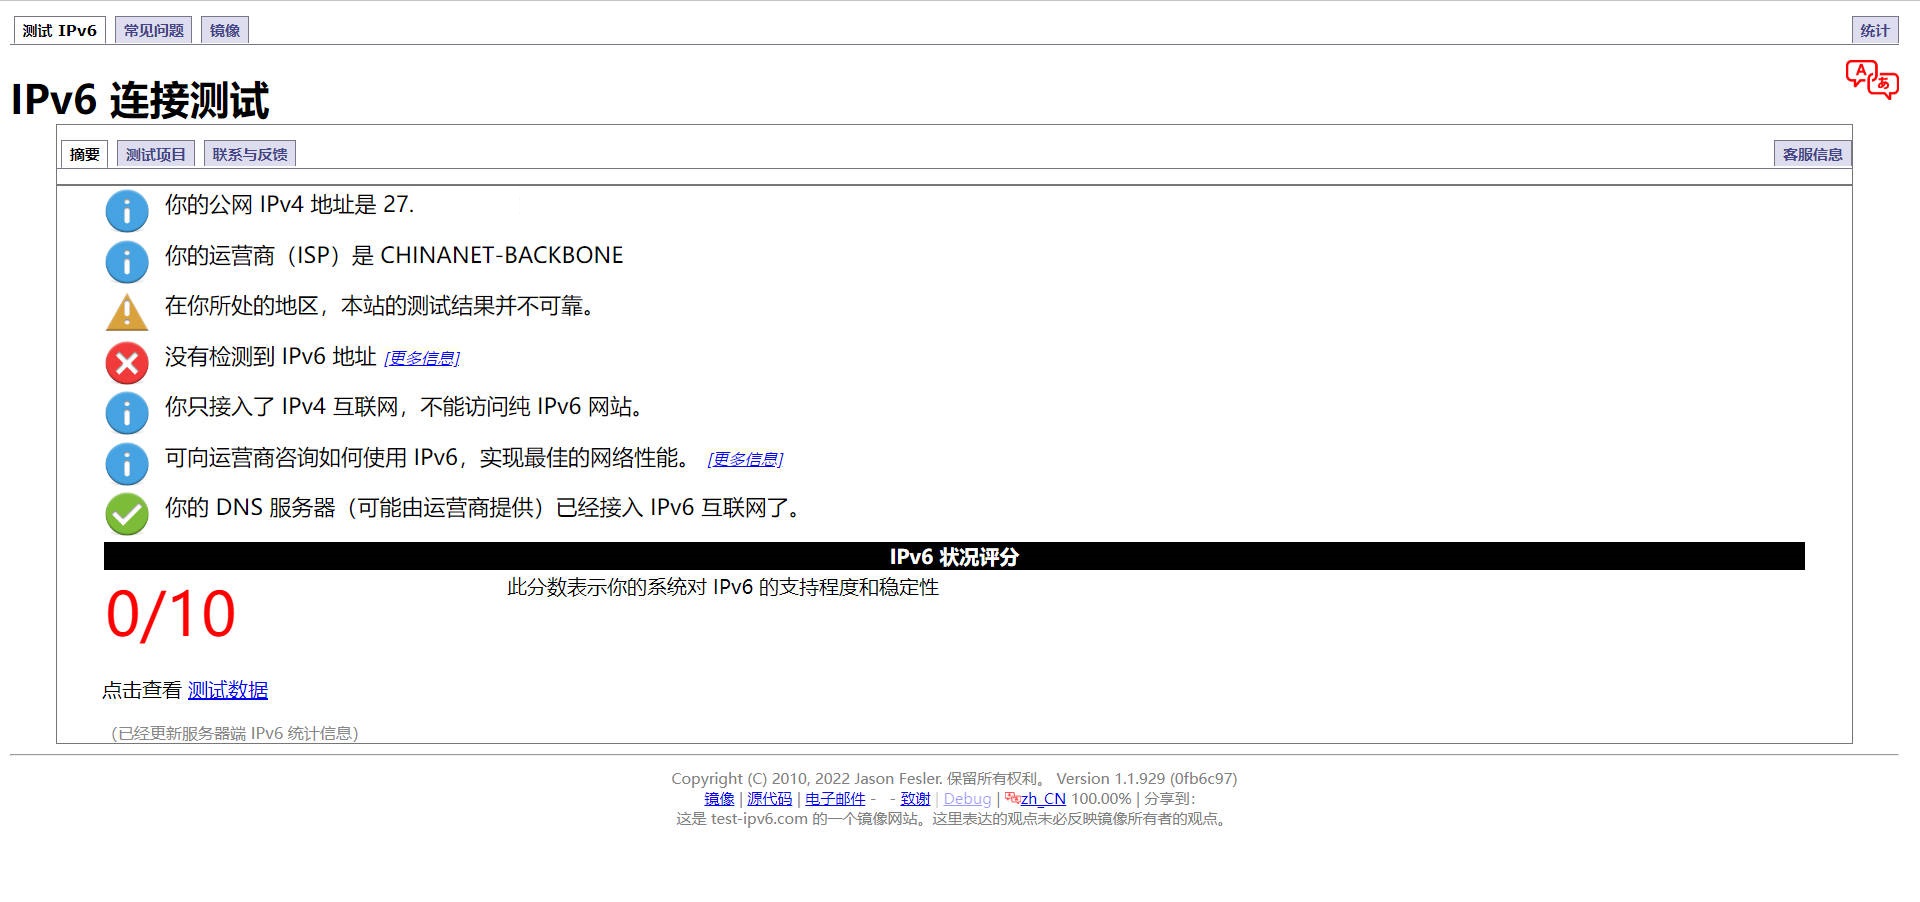 测试 IPv6 常见问题 镜像 统计
IPv6 连接测试
摘要 测试项目 联系与反馈 客服信息
你的公网 IPv4 地址是 27.
你的运营商（ISP）是 CHINANET-BACKBONE
在你所处的地区，本站的测试结果并不可靠。
没有检测到 IPv6 地址 [更多信息]
你只接入了 IPv4 互联网，不能访问纯 IPv6 网站。
可向运营商咨询如何使用 IPv6，实现最佳的网络性能。 [更多信息]
你的 DNS 服务器（可能由运营商提供）已经接入 IPv6 互联网了。
IPv6 状况评分
0/10 此分数表示你的系统对 IPv6 的支持程度和稳定性
点击查看 测试数据
（已经更新服务器端 IPv6 统计信息）
Copyright (C) 2010, 2022 Jason Fesler. 保留所有权利。 Version 1.1.929 (0fb6c97)
镜像 | 源代码 | 电子邮件 - - 致谢 | Debug | zh_CN 100.00% | 分享到：
这是 test-ipv6.com 的一个镜像网站。这里表达的观点未必反映镜像所有者的观点。